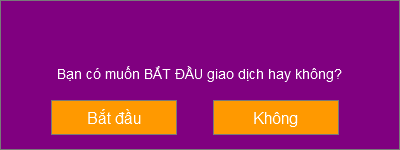 Bạn có muốn BẮT ĐẦU giao dịch hay không?
Bắt đầu
Không